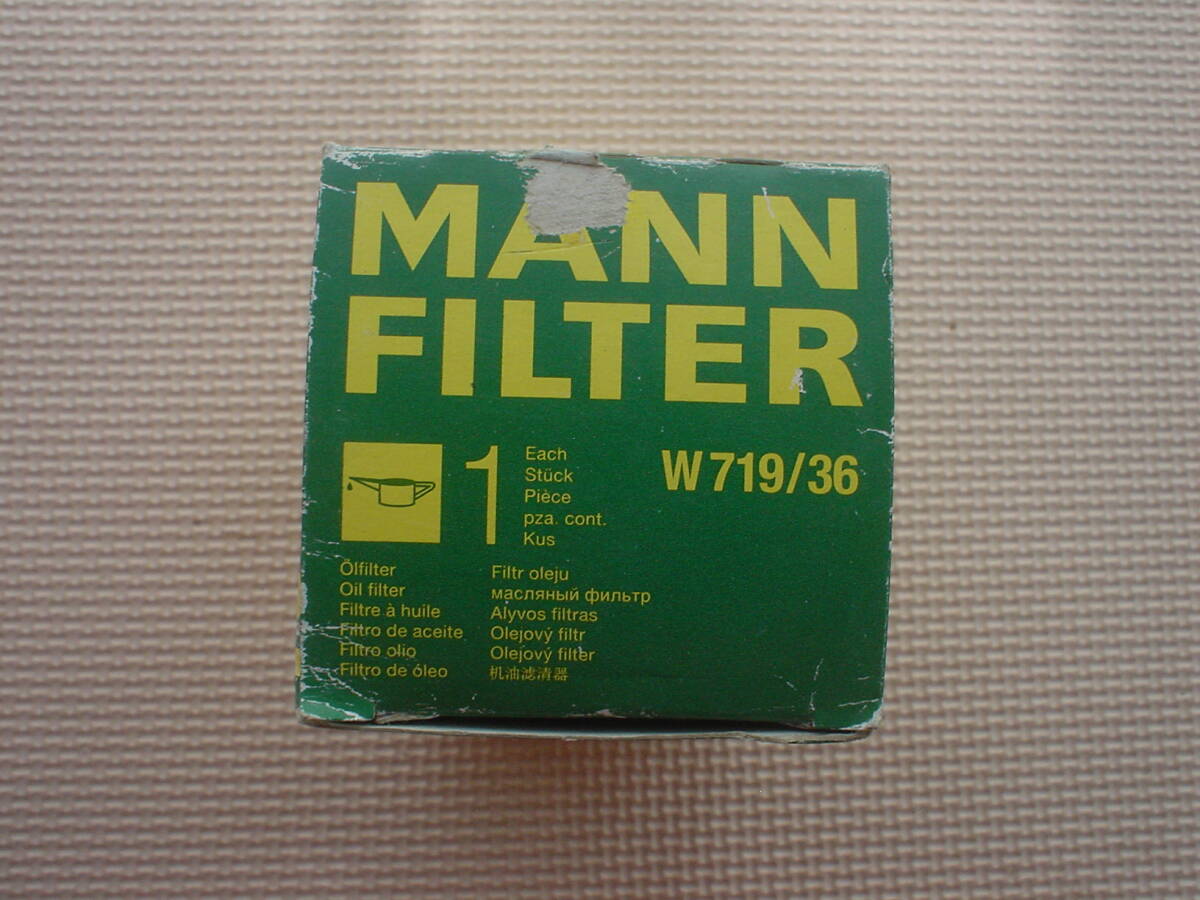 MANN
FILTER
1
Each
Stück
Pièce
pza. cont.
Kus
W 719/36
Ölfilter
Oil filter
Filtre à huile
Filtro de aceite
Filtro olio
Filtro de óleo
Filtr oleju
масляный фильтр
Alyvos filtras
Olejový filtr
Olejový filter
机油滤清器